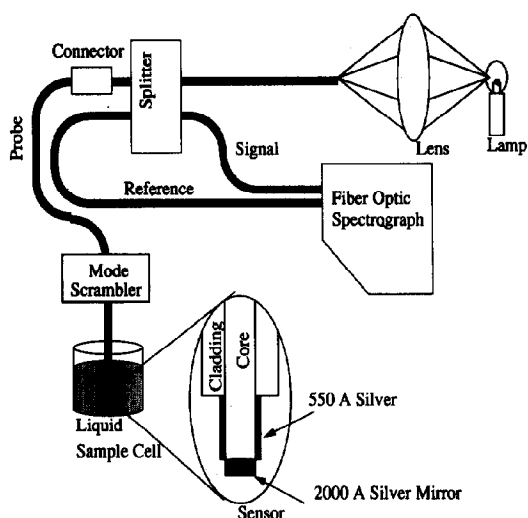 Connector
Splitter
Probe
Signal
Lens
Lamp
Reference
Fiber Optic
Spectrograph
Mode
Scrambler
Cladding
Core
550 A Silver
Liquid
Sample Cell
2000 A Silver Mirror
Sensor